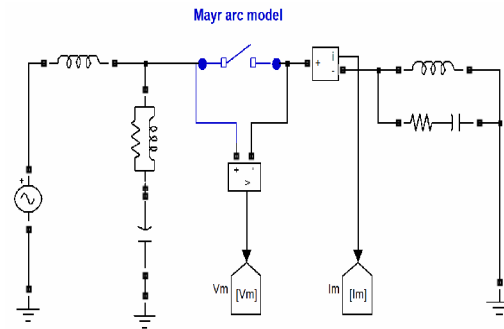 Mayr arc model
+
i
+
-
+ -
v
Vm
[Vm]
Im
[Im]